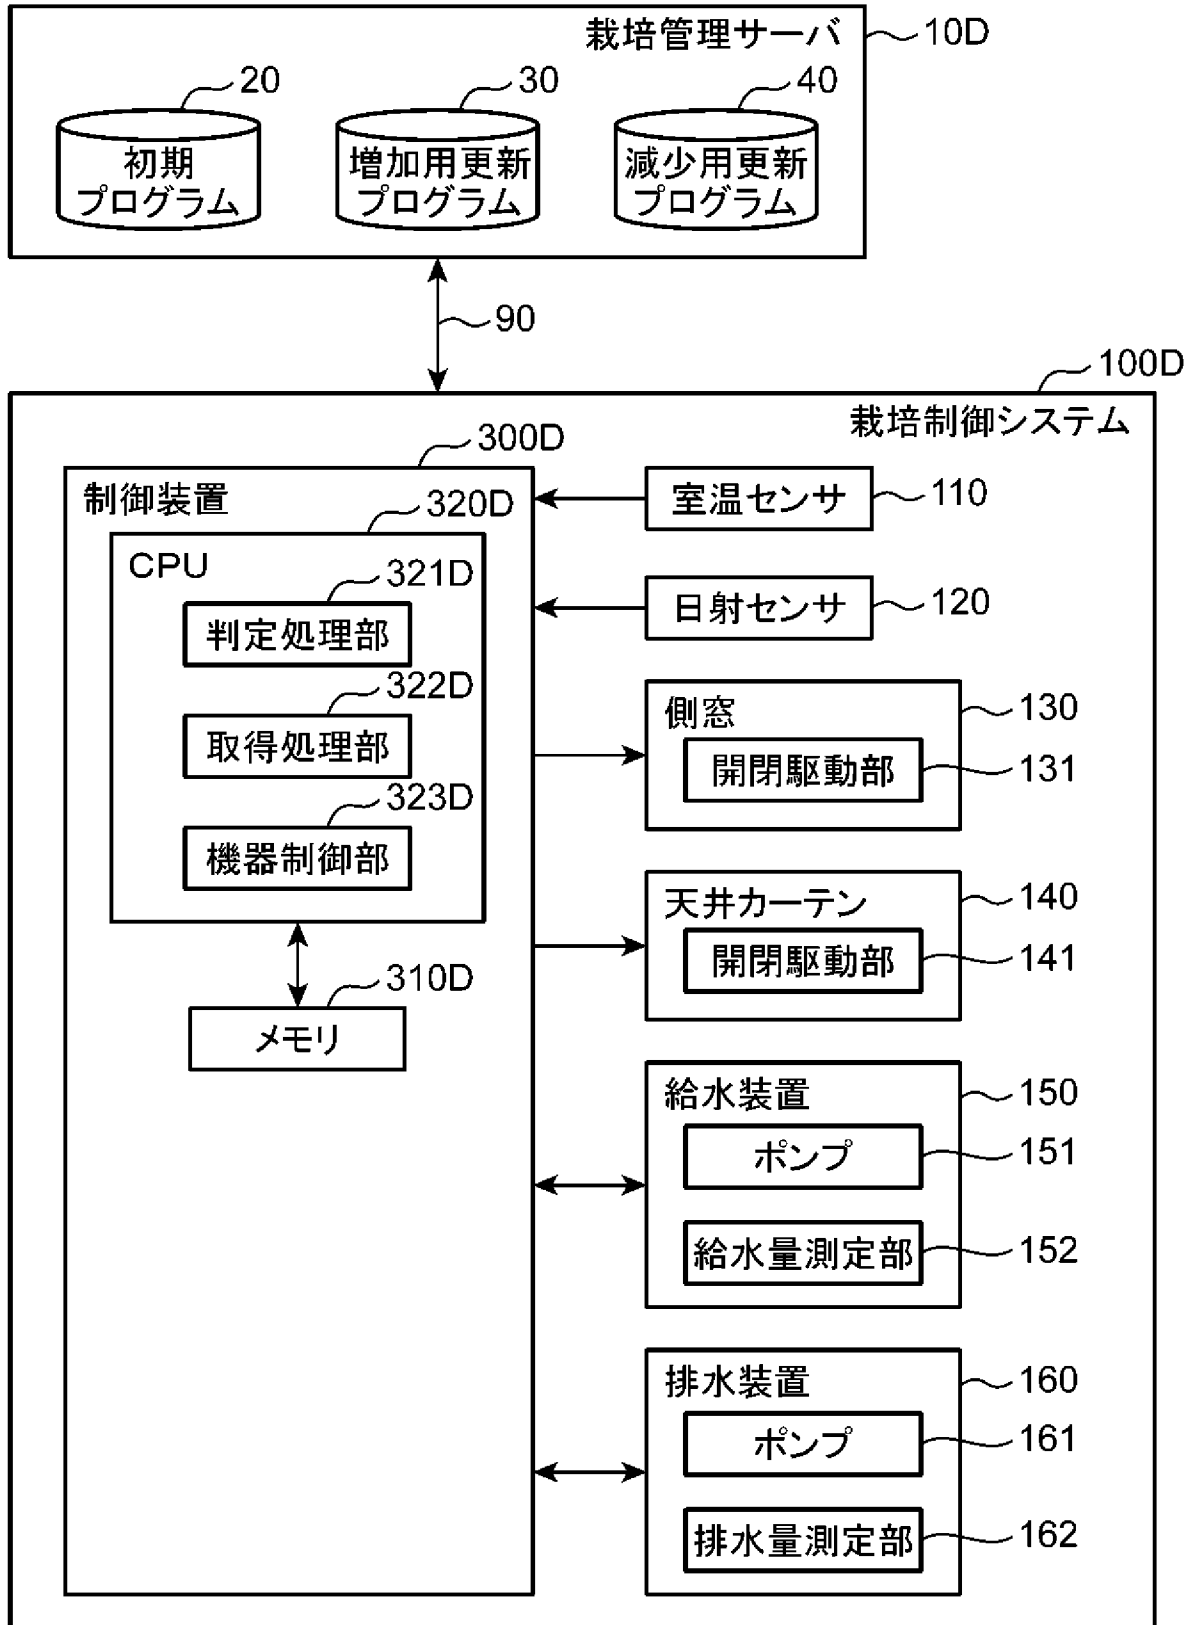 栽培管理サーバ
10D
20
30
40
初期
プログラム
増加用更新
プログラム
減少用更新
プログラム
90
100D
栽培制御システム
300D
制御装置
320D
CPU
321D
判定処理部
322D
取得処理部
323D
機器制御部
310D
メモリ
室温センサ
110
日射センサ
120
側窓
130
開閉駆動部
131
天井カーテン
140
開閉駆動部
141
給水装置
150
ポンプ
151
給水量測定部
152
排水装置
160
ポンプ
161
排水量測定部
162